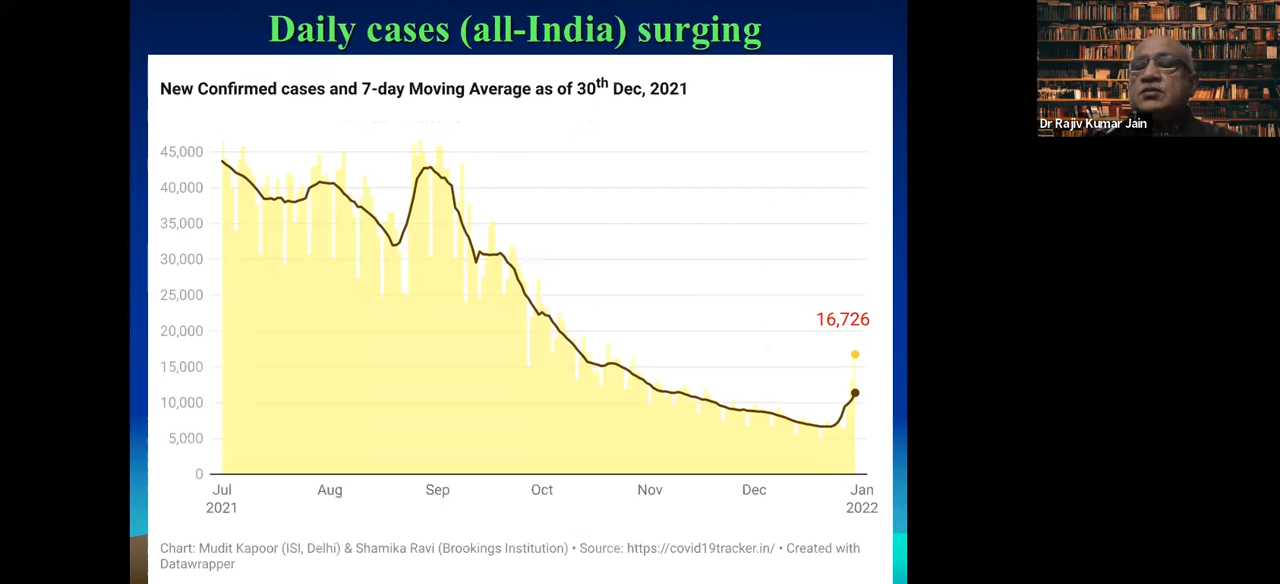 Daily cases (all-India) surging
New Confirmed cases and 7-day Moving Average as of 30th Dec, 2021
45,000
40,000
35,000
30,000
25,000
20,000
15,000
10,000
5,000
0
16,726
Jul Aug Sep Oct Nov Dec Jan
2021 2022
Chart: Mudit Kapoor (ISI, Delhi) & Shamika Ravi (Brookings Institution) • Source: https://covid19tracker.in/ • Created with
Datawrapper
Dr Rajiv Kumar Jain